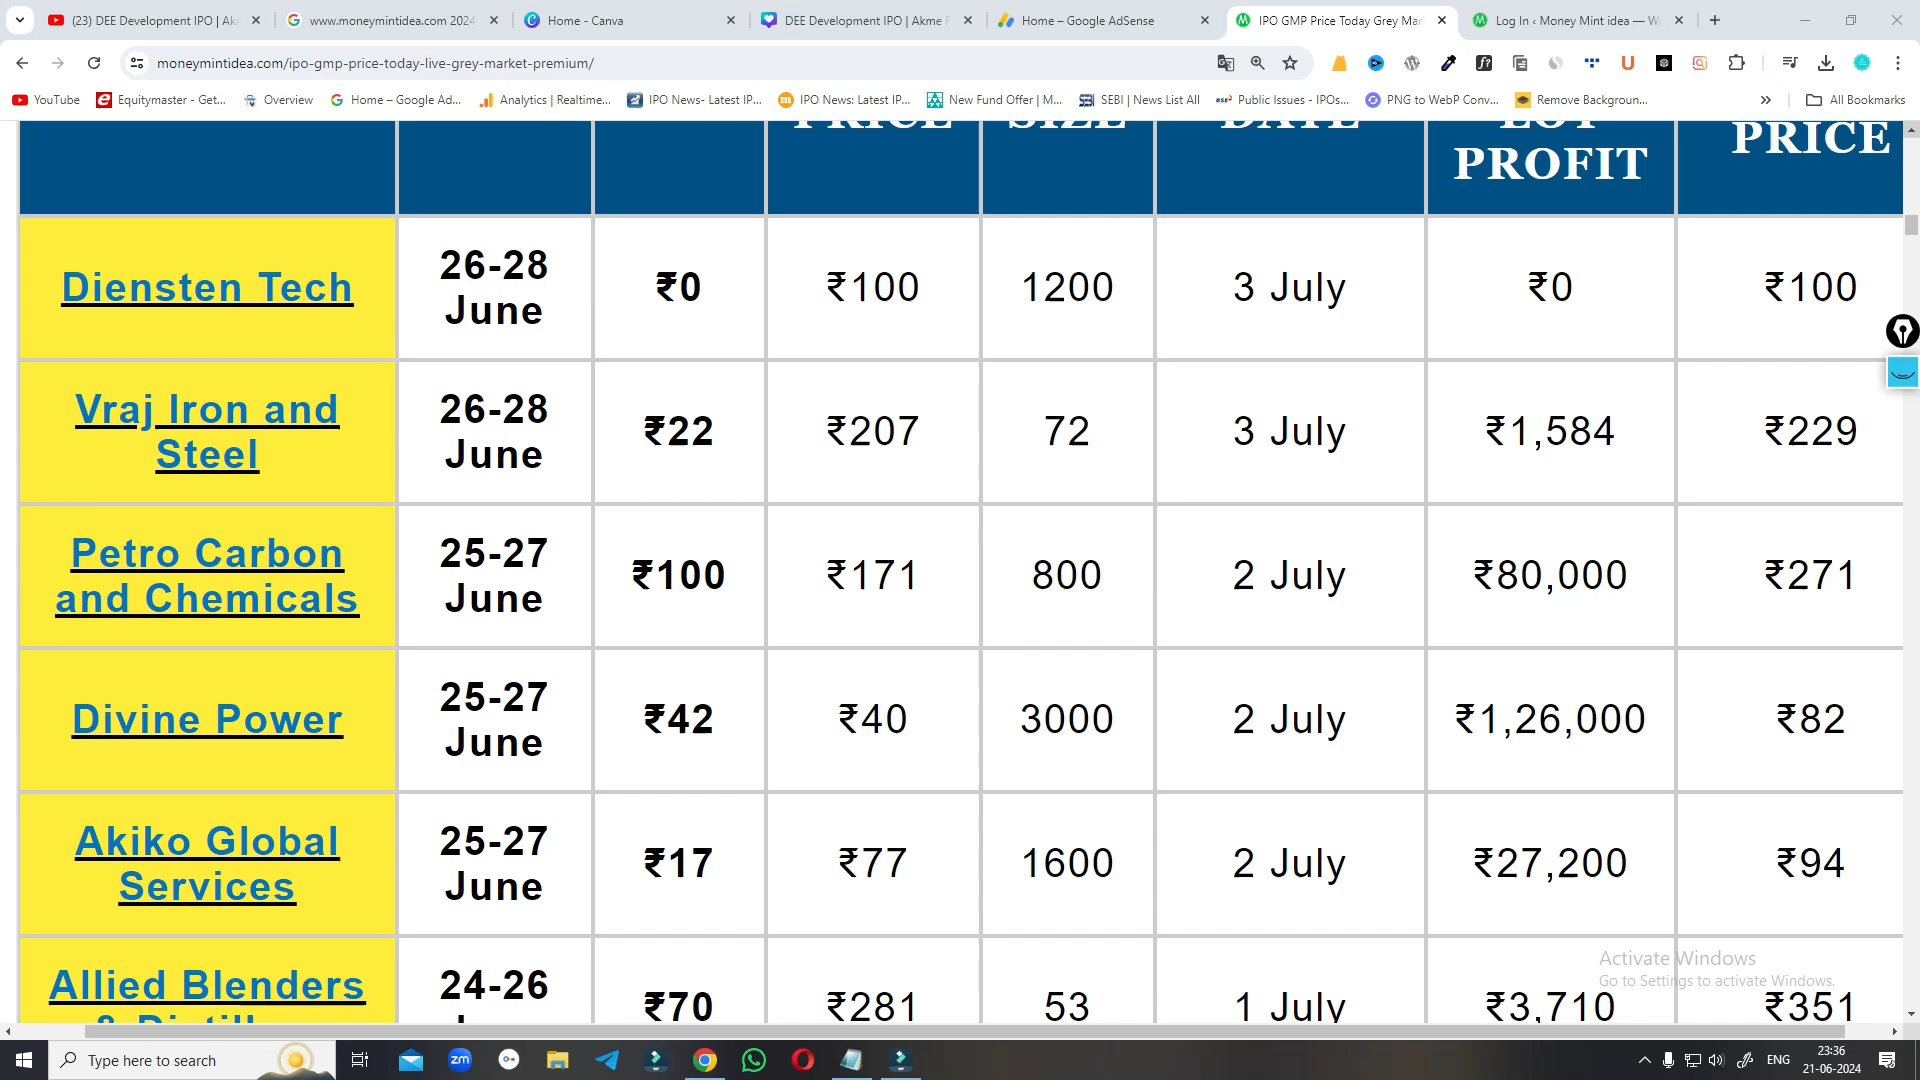 (23) DEE Development IPO | Ak
www.moneymintidea.com 2024
Home - Canva
DEE Development IPO | Akme F
Home – Google AdSense
IPO GMP Price Today Grey Mar
Log In ‹ Money Mint idea — W
moneymintidea.com/ipo-gmp-price-today-live-grey-market-premium/
YouTube
Equitymaster - Get...
Overview
Home – Google Ad...
Analytics | Realtime...
IPO News- Latest IP...
IPO News: Latest IP...
New Fund Offer | M...
SEBI | News List All
Public Issues - IPOs...
PNG to WebP Conv...
Remove Backgroun...
All Bookmarks
PRICE SIZE DATE LOT PRICE
PROFIT
Diensten Tech 26-28 June ₹0 ₹100 1200 3 July ₹0 ₹100
Vraj Iron and Steel 26-28 June ₹22 ₹207 72 3 July ₹1,584 ₹229
Petro Carbon and Chemicals 25-27 June ₹100 ₹171 800 2 July ₹80,000 ₹271
Divine Power 25-27 June ₹42 ₹40 3000 2 July ₹1,26,000 ₹82
Akiko Global Services 25-27 June ₹17 ₹77 1600 2 July ₹27,200 ₹94
Allied Blenders 24-26 ₹70 ₹281 53 1 July ₹3,710 ₹351
Activate Windows
Go to Settings to activate Windows.
Type here to search
zm
ENG
23:36
21-06-2024